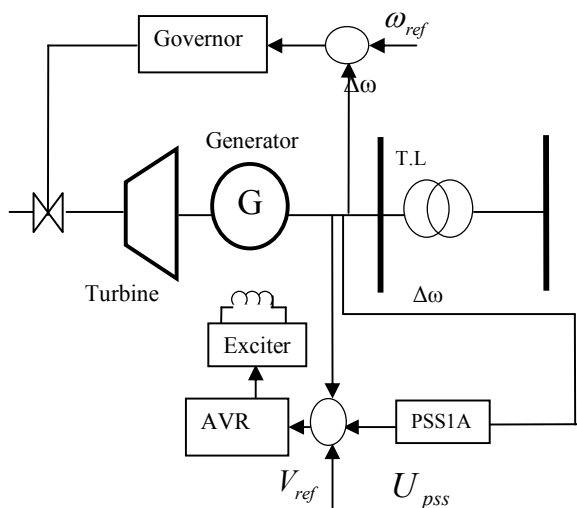 Governor
ω_ref
Δω
Generator
T.L
G
Turbine
Δω
Exciter
AVR
PSS1A
V_ref
U_pss